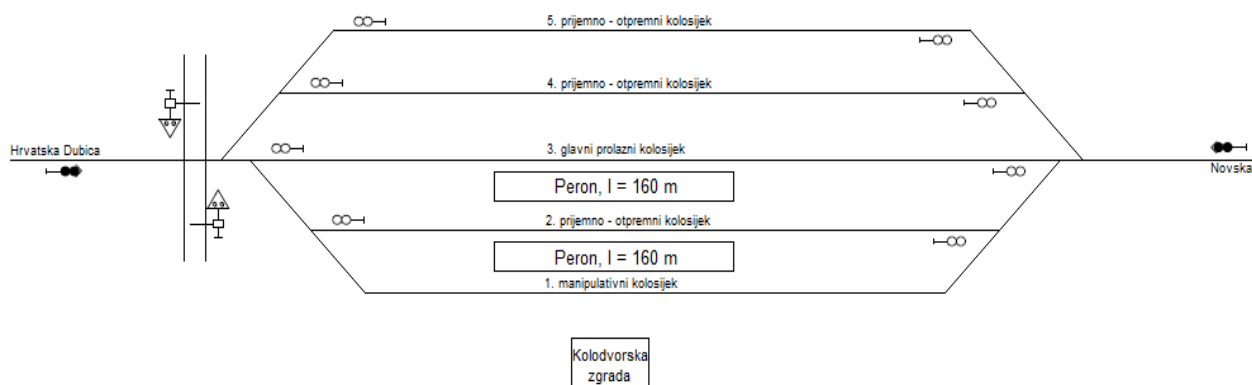 5. prijemno - otpremni kolosijek
4. prijemno - otpremni kolosijek
Hrvatska Dubica
3. glavni prolazni kolosijek
Novska
Peron, l = 160 m
2. prijemno - otpremni kolosijek
Peron, l = 160 m
1. manipulativni kolosijek
Kolodvorska
zgrada